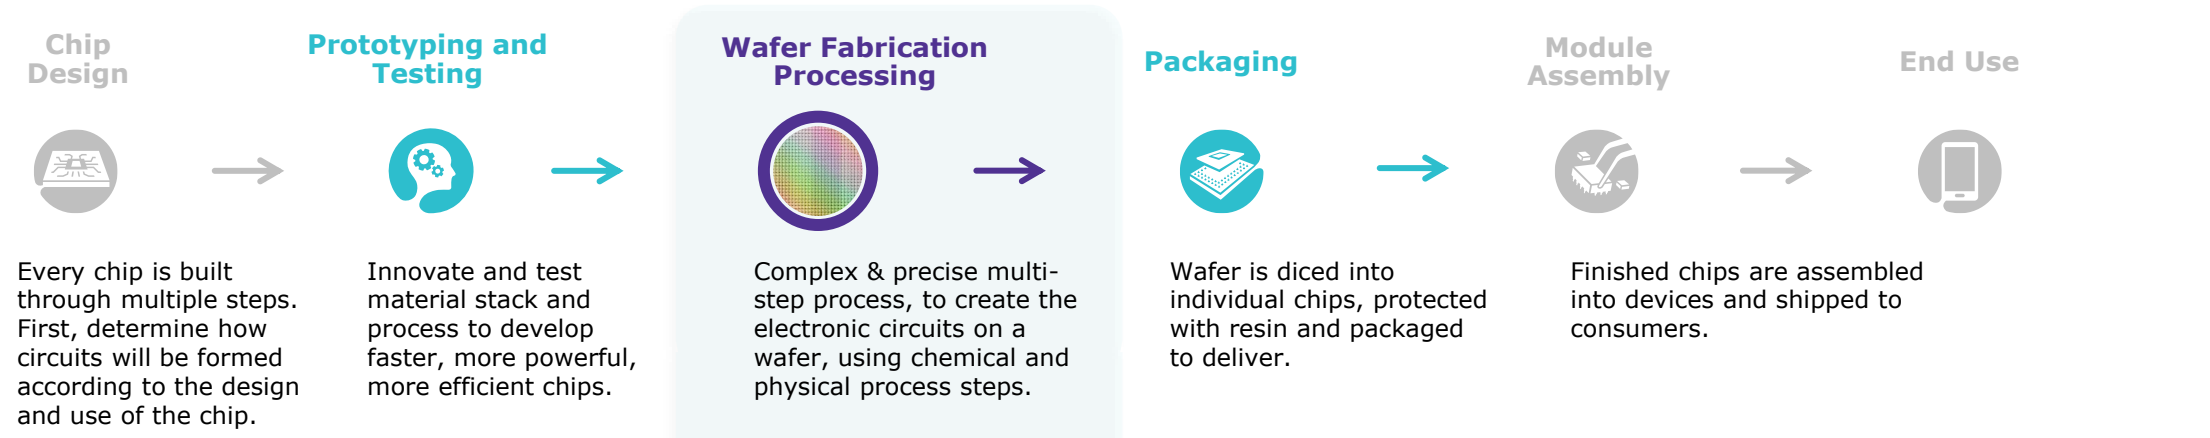 Chip
Design
Prototyping and
Testing
Wafer Fabrication
Processing
Packaging
Module
Assembly
End Use
Every chip is built
through multiple steps.
First, determine how
circuits will be formed
according to the design
and use of the chip.
Innovate and test
material stack and
process to develop
faster, more powerful,
more efficient chips.
Complex & precise multi-
step process, to create the
electronic circuits on a
wafer, using chemical and
physical process steps.
Wafer is diced into
individual chips, protected
with resin and packaged
to deliver.
Finished chips are assembled
into devices and shipped to
consumers.